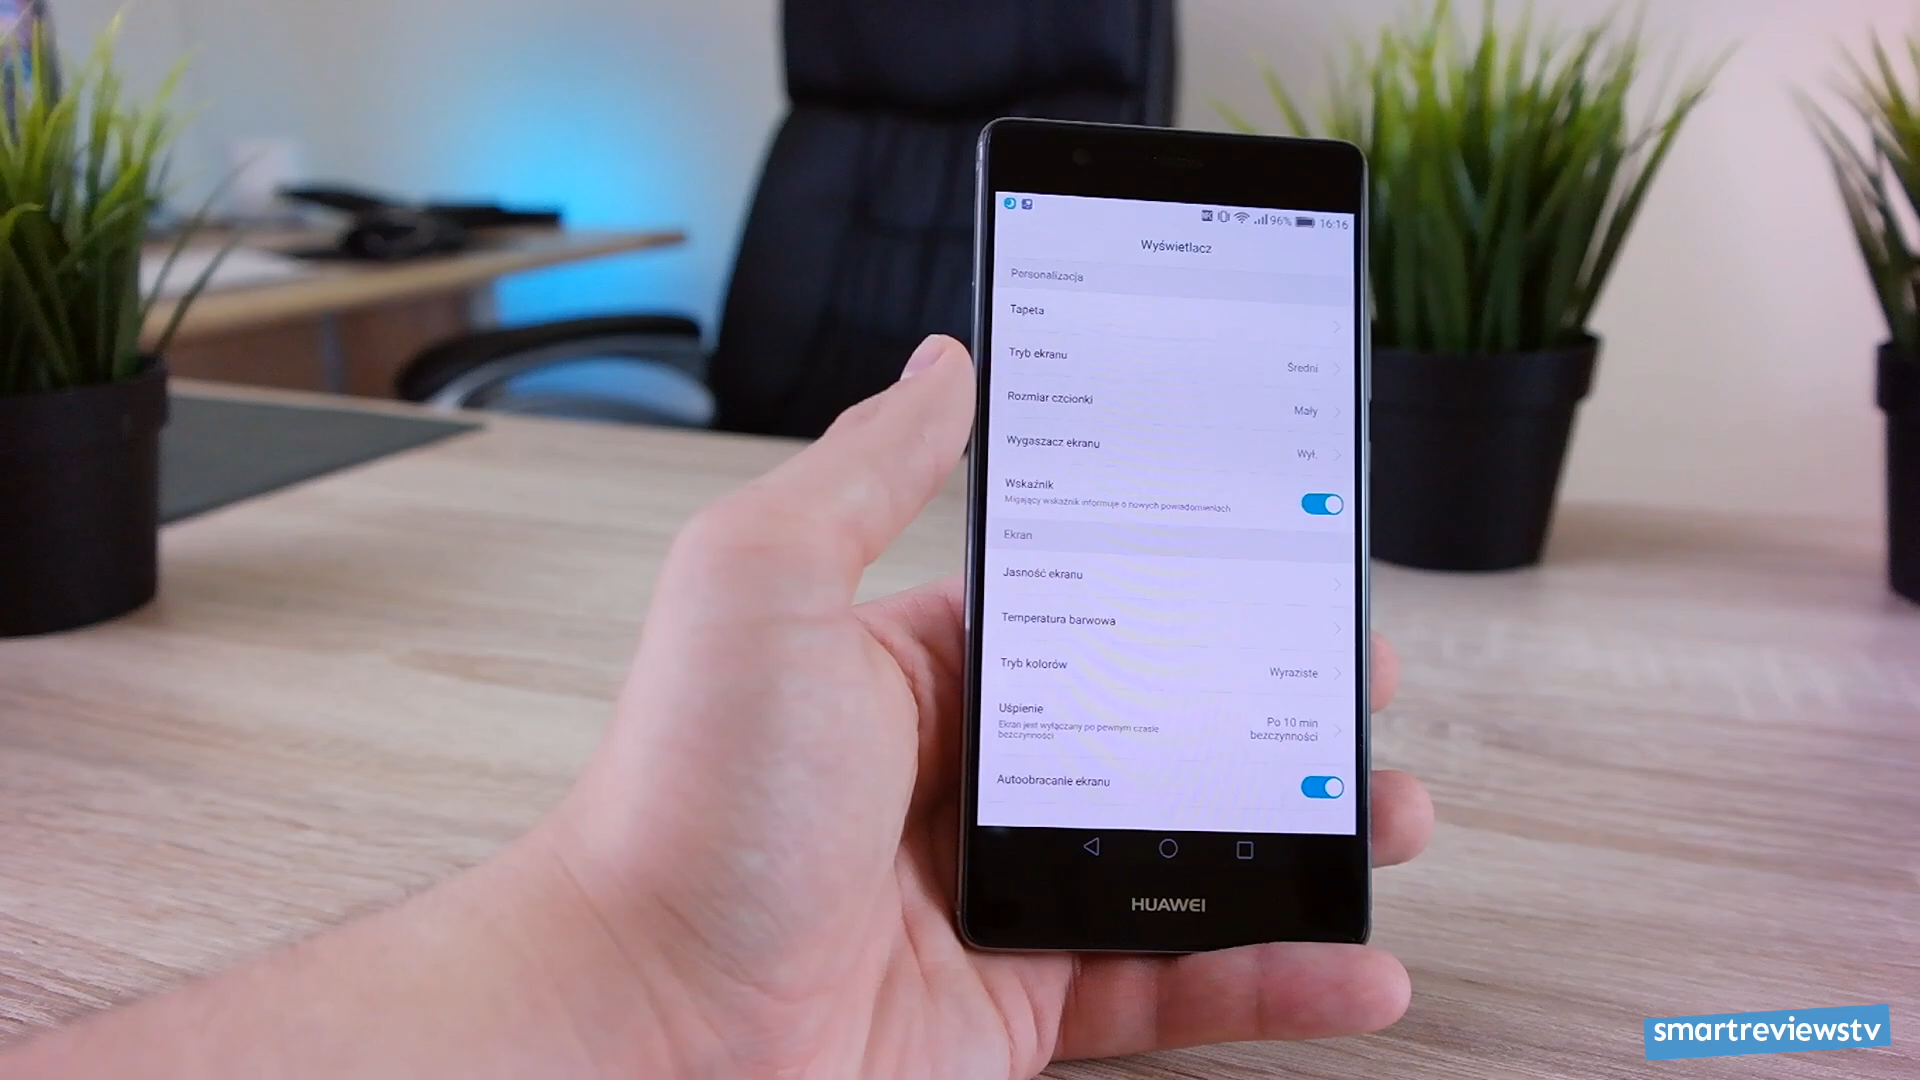 96% 16:16
Wyświetlacz
Personalizacja
Tapeta
Tryb ekranu
Średni
Rozmiar czcionki
Mały
Wygaszacz ekranu
Wył.
Wskaźnik
Migający wskaźnik informuje o nowych powiadomieniach
Ekran
Jasność ekranu
Temperatura barwowa
Tryb kolorów
Wyraziste
Uśpienie
Ekran jest wyłączany po pewnym czasie
bezczynności
Po 10 min
bezczynności
Autoobracanie ekranu
HUAWEI
smartreviewstv